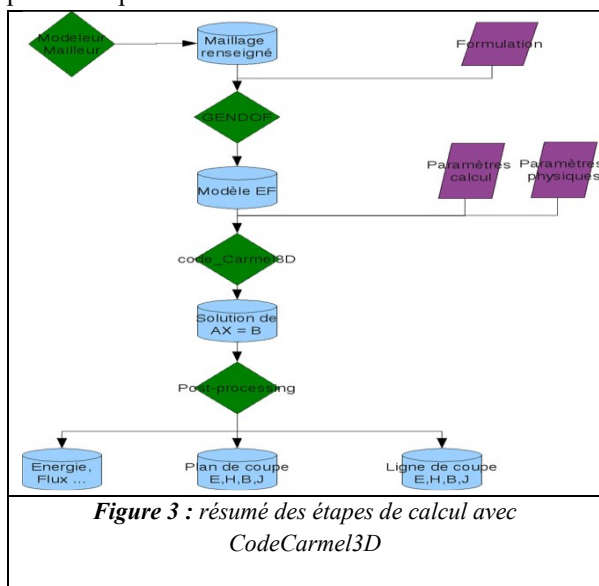 Modeleur
Mailleur
Maillage
renseigné
Formulation
GENDOF
Paramètres
calcul
Paramètres
physiques
Modèle EF
code_Carmel3D
Solution de
AX = B
Post-processing
Energie,
Flux ...
Plan de coupe
E,H,B,J
Ligne de coupe
E,H,B,J
Figure 3 : résumé des étapes de calcul avec
CodeCarmel3D